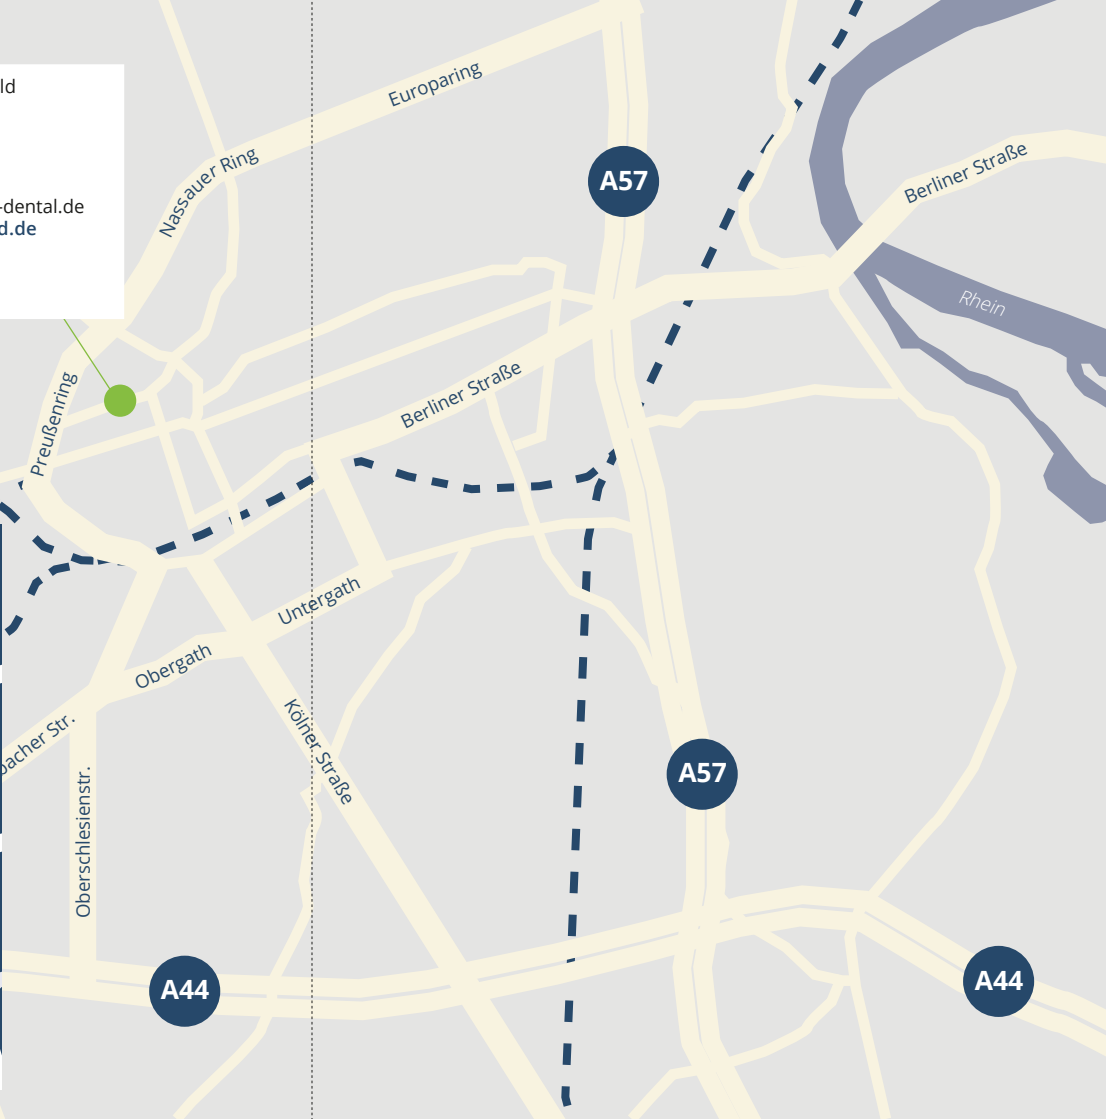 ld
-dental.de
d.de
Europaring
Nassauer Ring
A57
Berliner Straße
Rhein
Berliner Straße
Preußenring
Untergath
Obergath
bacher Str.
Kölner Straße
A57
Oberschlesienstr.
A44
A44